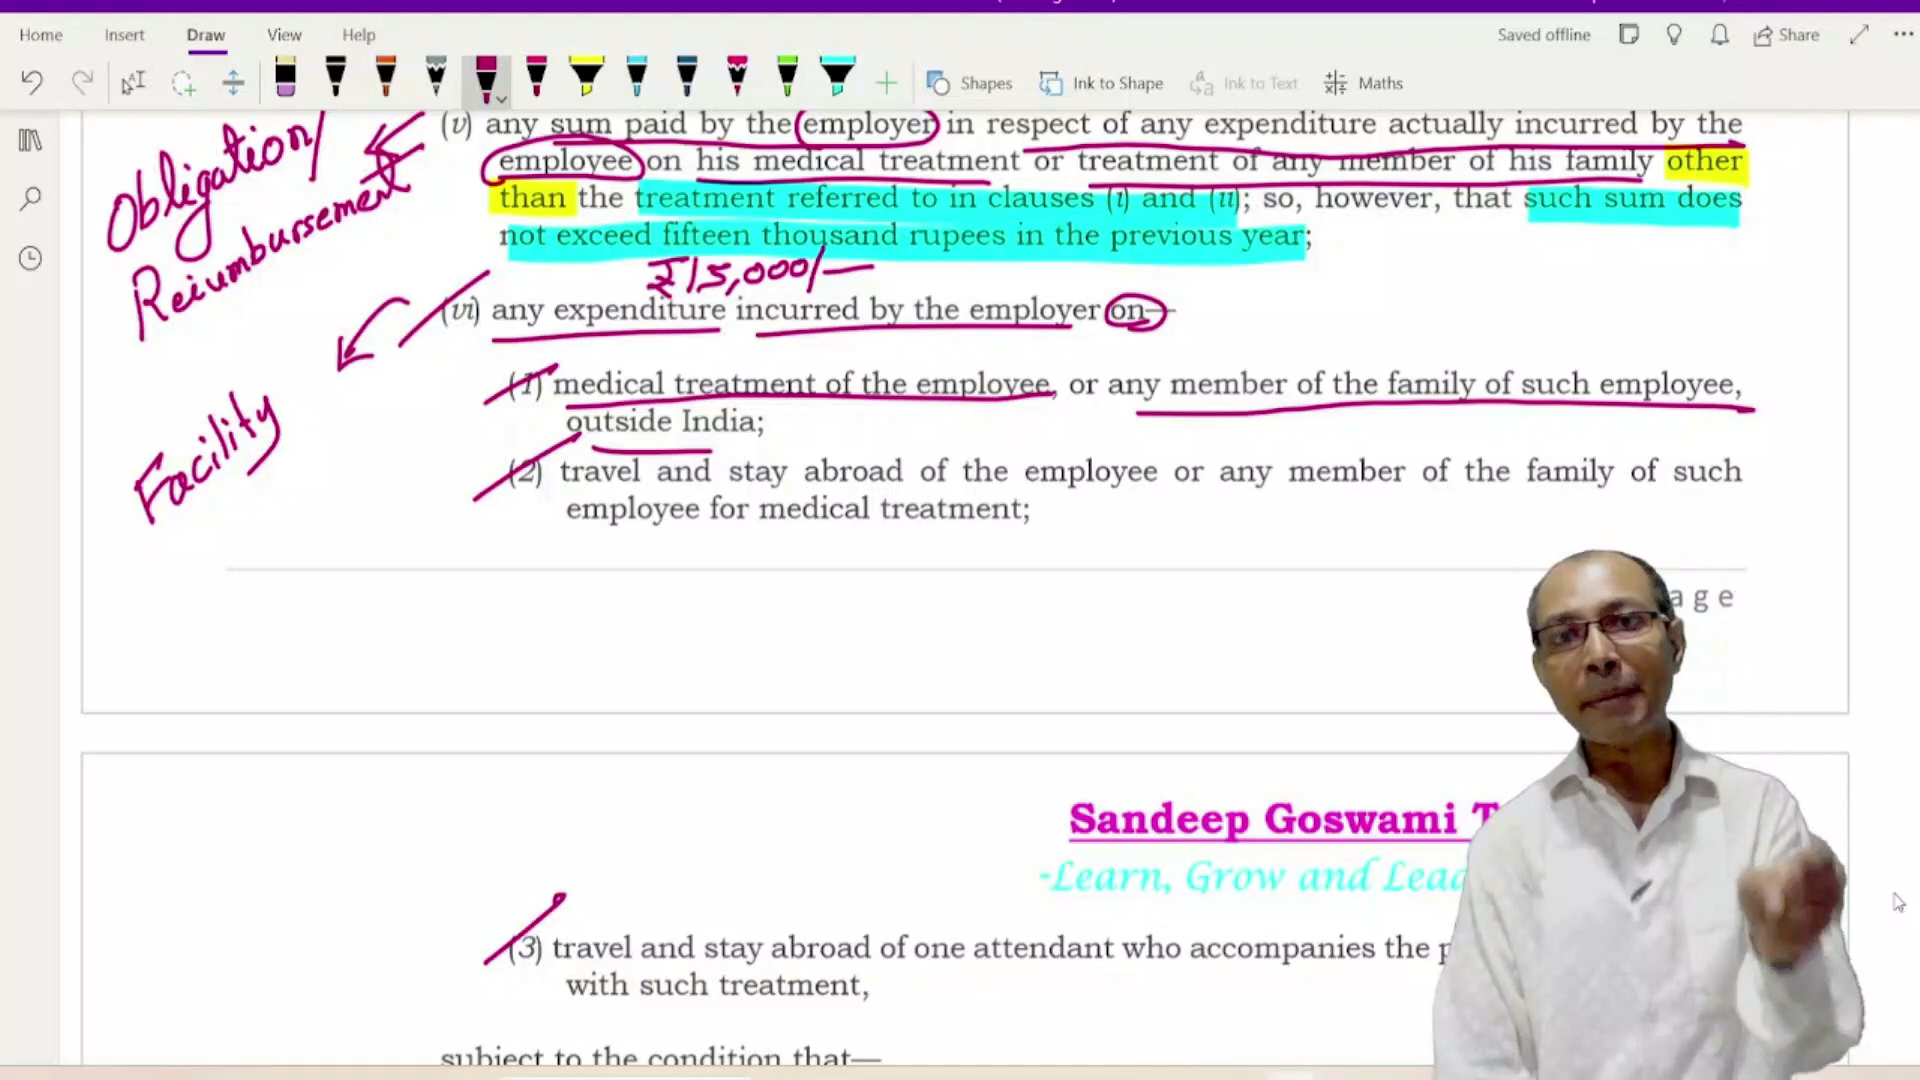 Home Insert Draw View Help Saved offline Share
Shapes Ink to Shape Ink to Text Maths
Obligation/
Reiumbursement
(v) any sum paid by the employer in respect of any expenditure actually incurred by the
employee on his medical treatment or treatment of any member of his family other
than the treatment referred to in clauses (i) and (ii); so, however, that such sum does
not exceed fifteen thousand rupees in the previous year;
₹15,000/-
(vi) any expenditure incurred by the employer on—
Facility
(1) medical treatment of the employee, or any member of the family of such employee,
outside India;
(2) travel and stay abroad of the employee or any member of the family of such
employee for medical treatment;
age
Sandeep Goswami T
-Learn, Grow and Lead
(3) travel and stay abroad of one attendant who accompanies the p
with such treatment,
subject to the condition that—